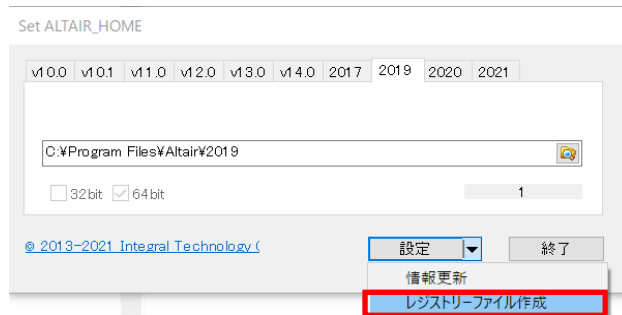 Set ALTAIR_HOME
v10.0 v10.1 v11.0 v12.0 v13.0 v14.0 2017 2019 2020 2021
C:¥Program Files¥Altair¥2019
32bit 64bit 1
© 2013-2021 Integral Technology (
設定 終了
情報更新
レジストリーファイル作成